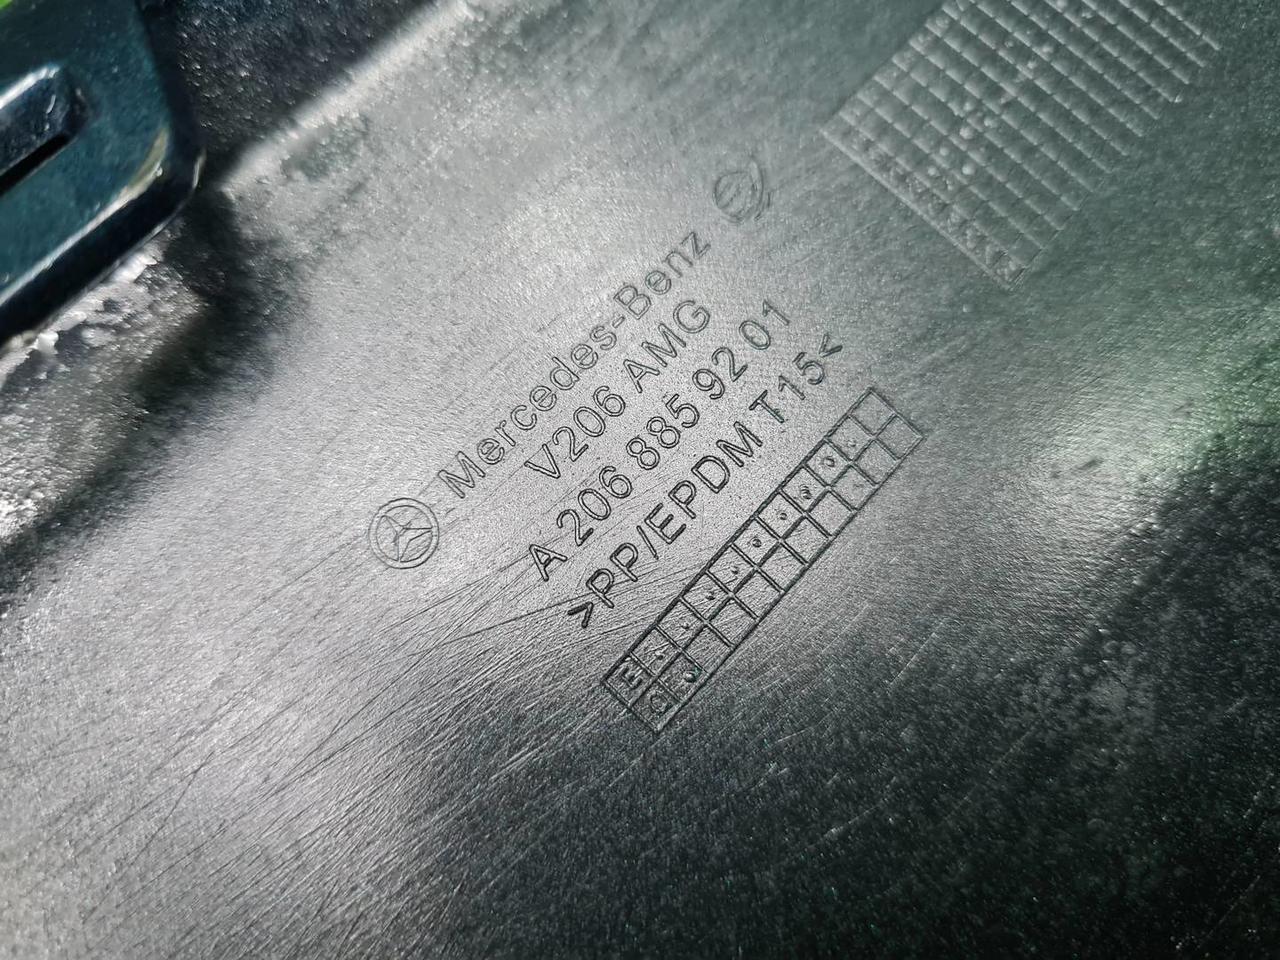 Mercedes-Benz
V206 AMG
A 206 885 92 01
>PP/EPDM T15<